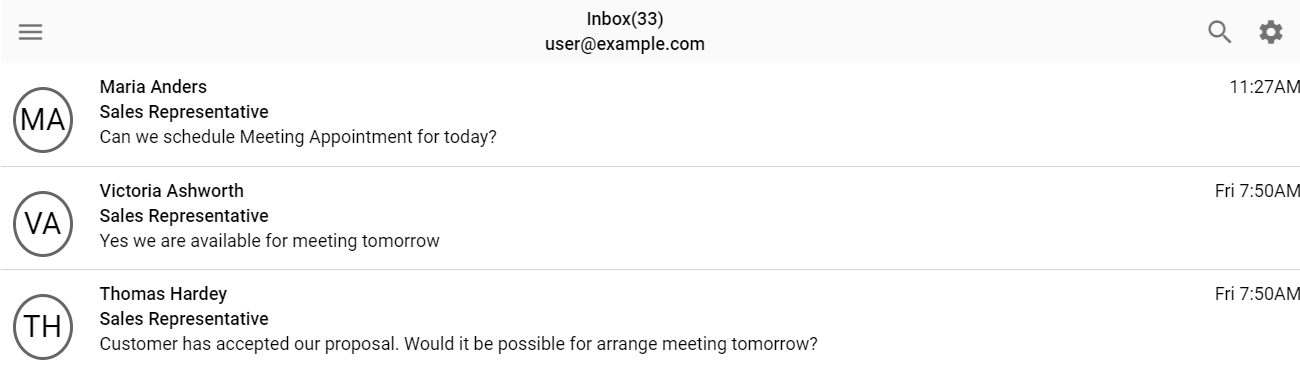 Inbox(33)
user@example.com
Maria Anders
11:27AM
MA
Sales Representative
Can we schedule Meeting Appointment for today?
Victoria Ashworth
Fri 7:50AM
VA
Sales Representative
Yes we are available for meeting tomorrow
Thomas Hardey
Fri 7:50AM
TH
Sales Representative
Customer has accepted our proposal. Would it be possible for arrange meeting tomorrow?